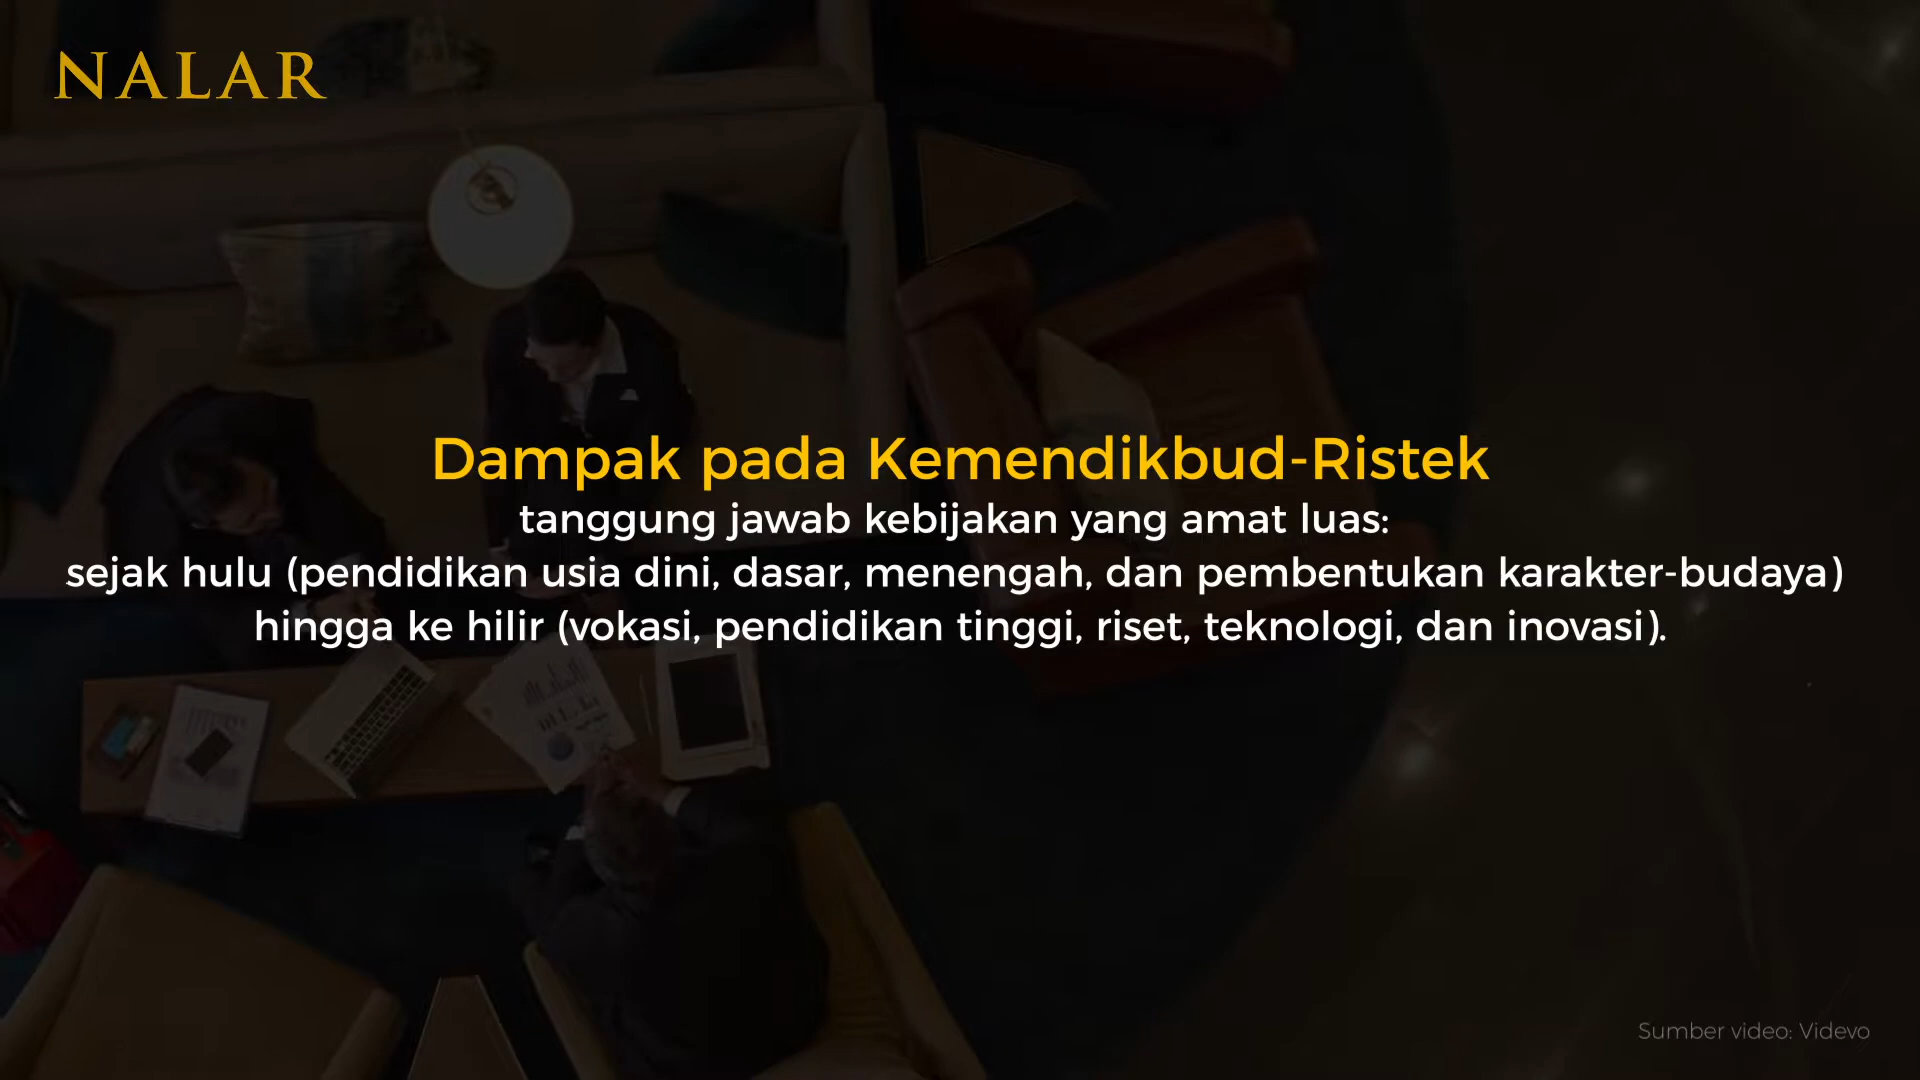 NALAR
Dampak pada Kemendikbud-Ristek
tanggung jawab kebijakan yang amat luas:
sejak hulu (pendidikan usia dini, dasar, menengah, dan pembentukan karakter-budaya)
hingga ke hilir (vokasi, pendidikan tinggi, riset, teknologi, dan inovasi).
Sumber video: Videvo